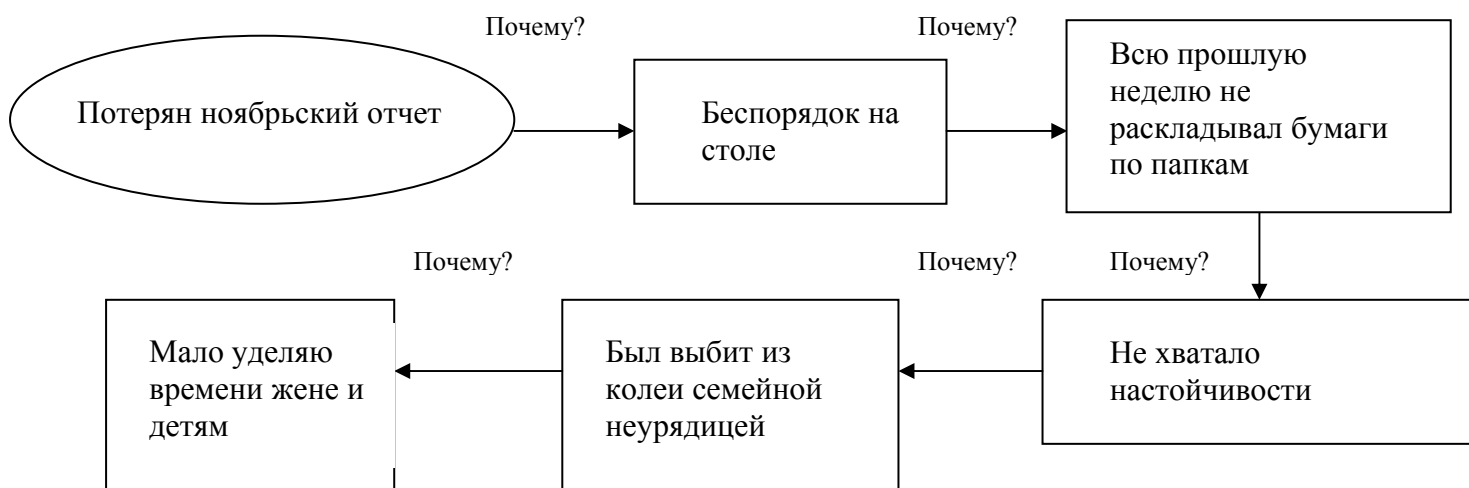 Почему?
Почему?
Потерян ноябрьский отчет
Беспорядок на
столе
Всю прошлую
неделю не
раскладывал бумаги
по папкам
Почему?
Почему?
Почему?
Не хватало
настойчивости
Был выбит из
колеи семейной
неурядицей
Мало уделяю
времени жене и
детям